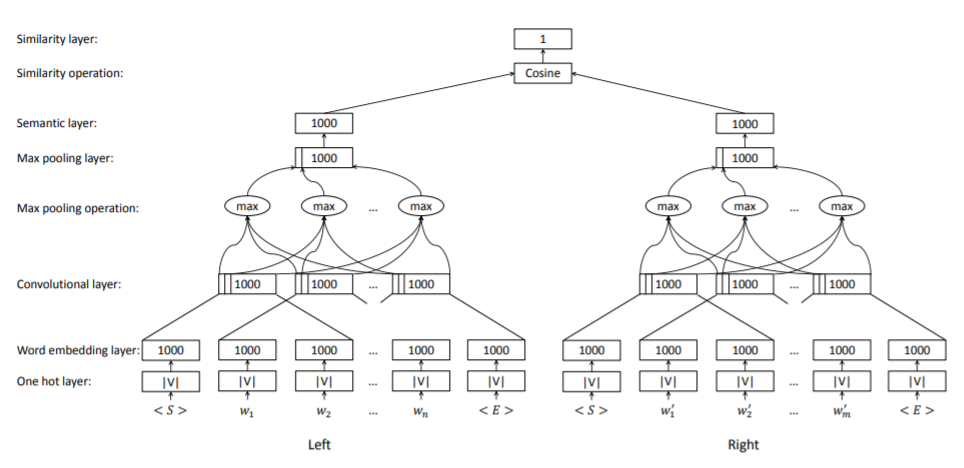 Similarity layer: 1
Similarity operation: Cosine
Semantic layer: 1000 1000
Max pooling layer: 1000 1000
Max pooling operation: max max ... max max max ... max
Convolutional layer: 1000 1000 ... 1000 1000 1000 ... 1000
Word embedding layer: 1000 1000 1000 ... 1000 1000 1000 1000 1000 ... 1000 1000
One hot layer: |V| |V| |V| ... |V| |V| |V| |V| |V| ... |V| |V|
< S > w₁ w₂ ... wₙ < E > < S > w′₁ w′₂ ... w′ₘ < E >
Left Right